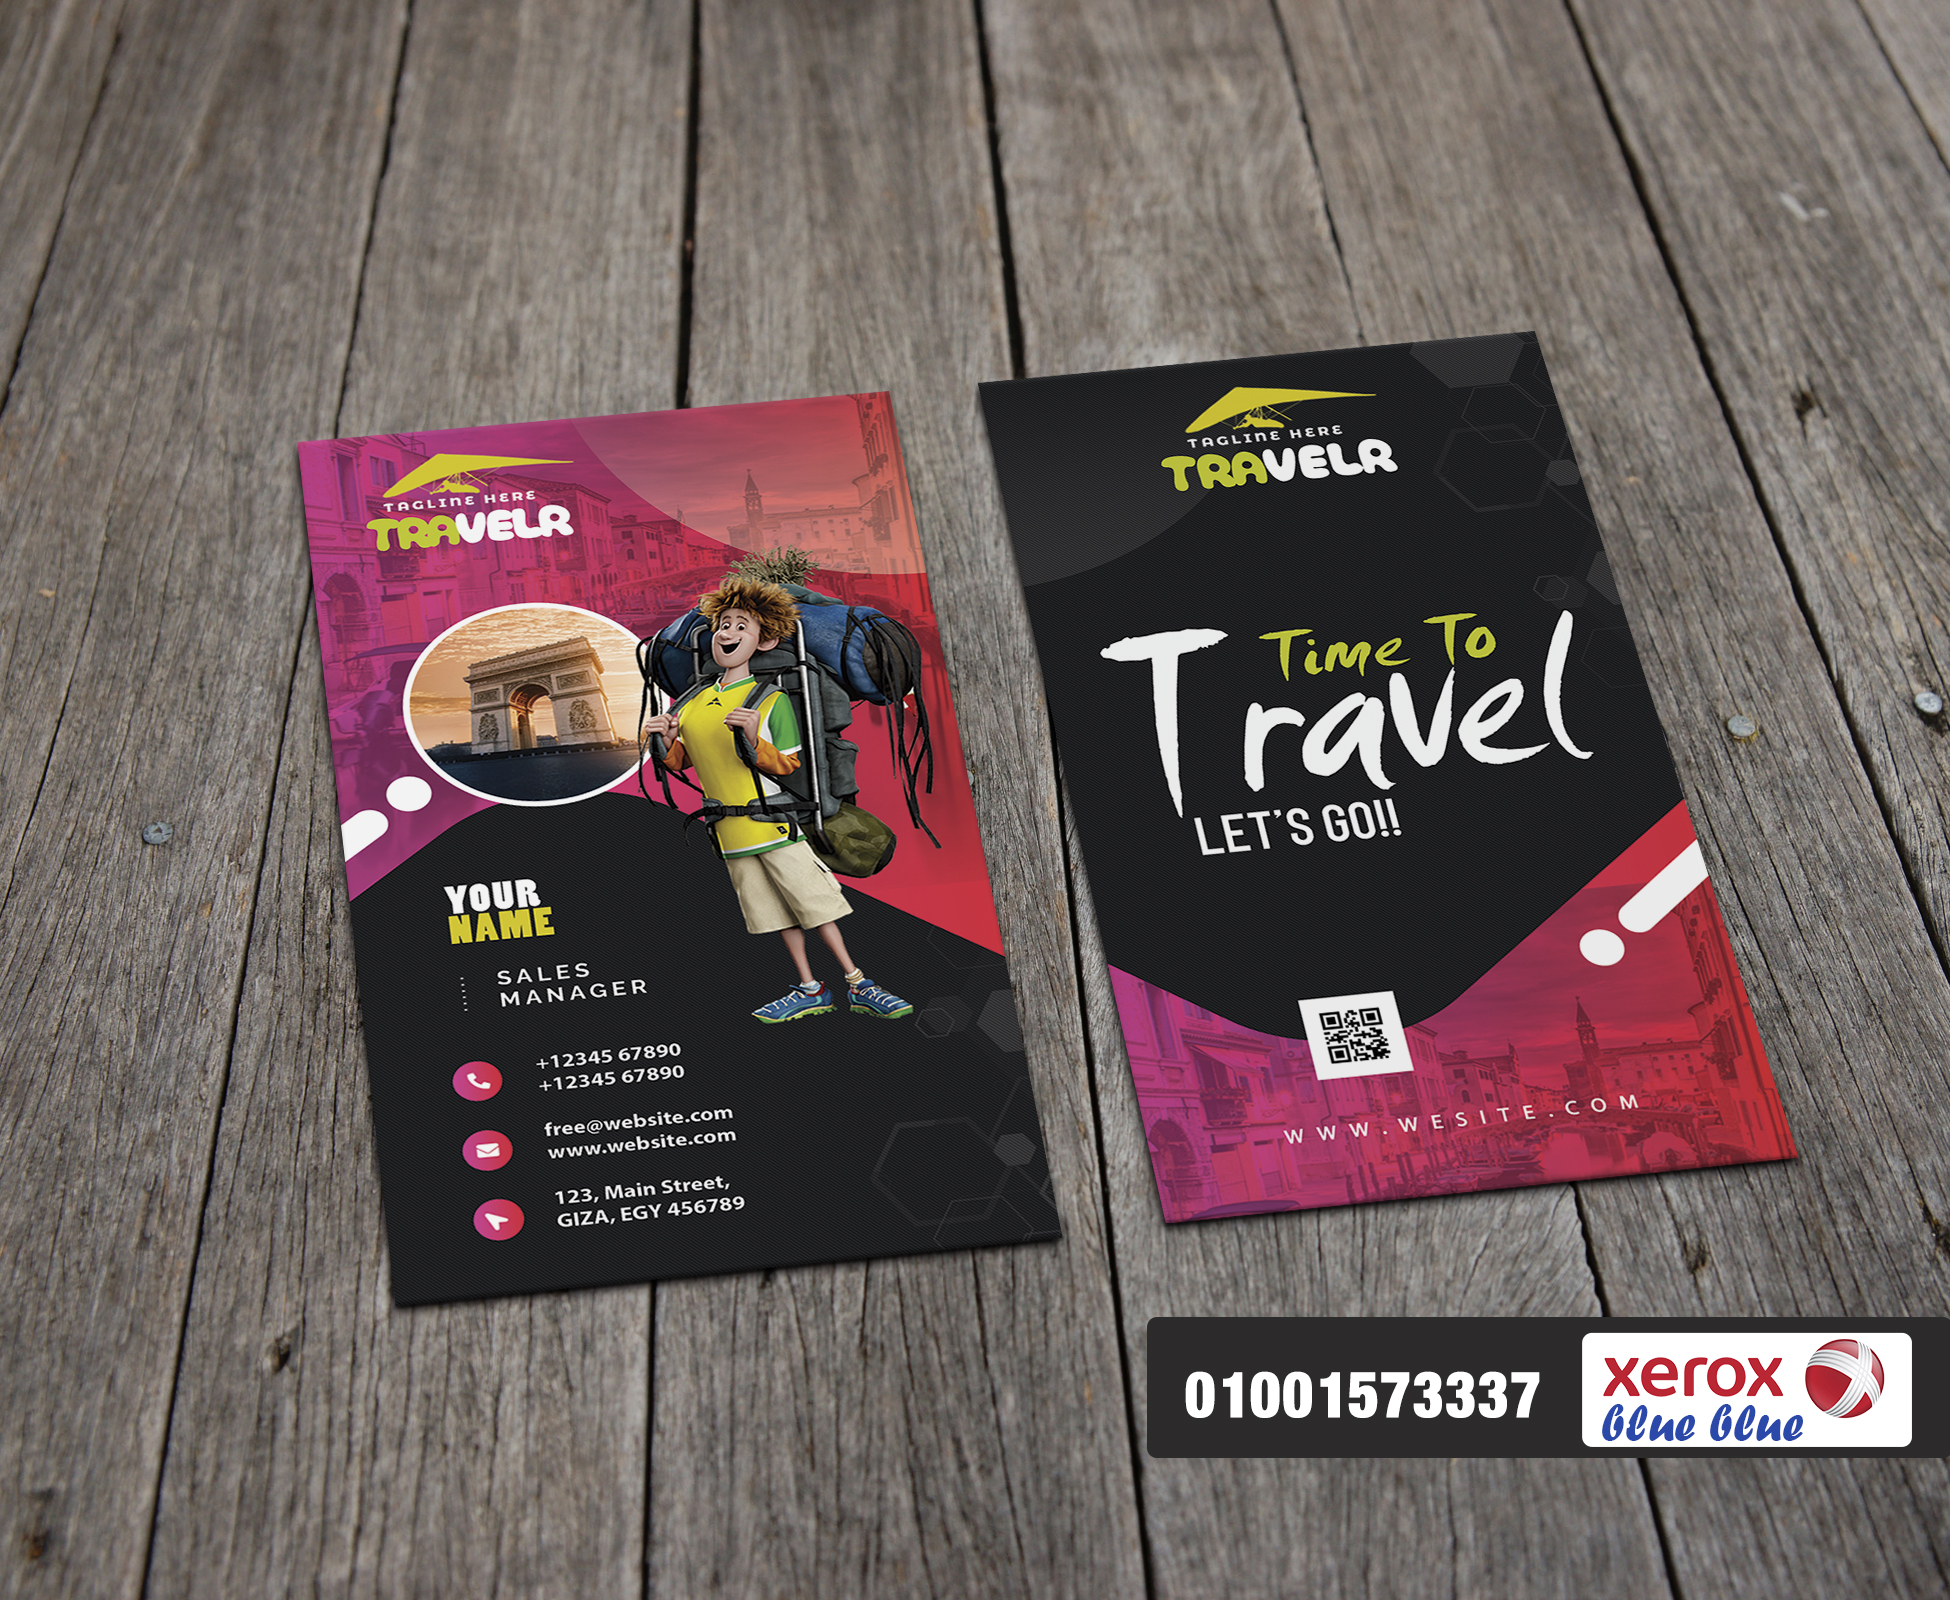 TAGLINE HERE
TRAVELR
YOUR
NAME
SALES
MANAGER
+12345 67890
+12345 67890
free@website.com
www.website.com
123, Main Street,
GIZA, EGY 456789
TAGLINE HERE
TRAVELR
Time To
Travel
LET'S GO!!
WWW.WESITE.COM
01001573337
xerox
blue blue